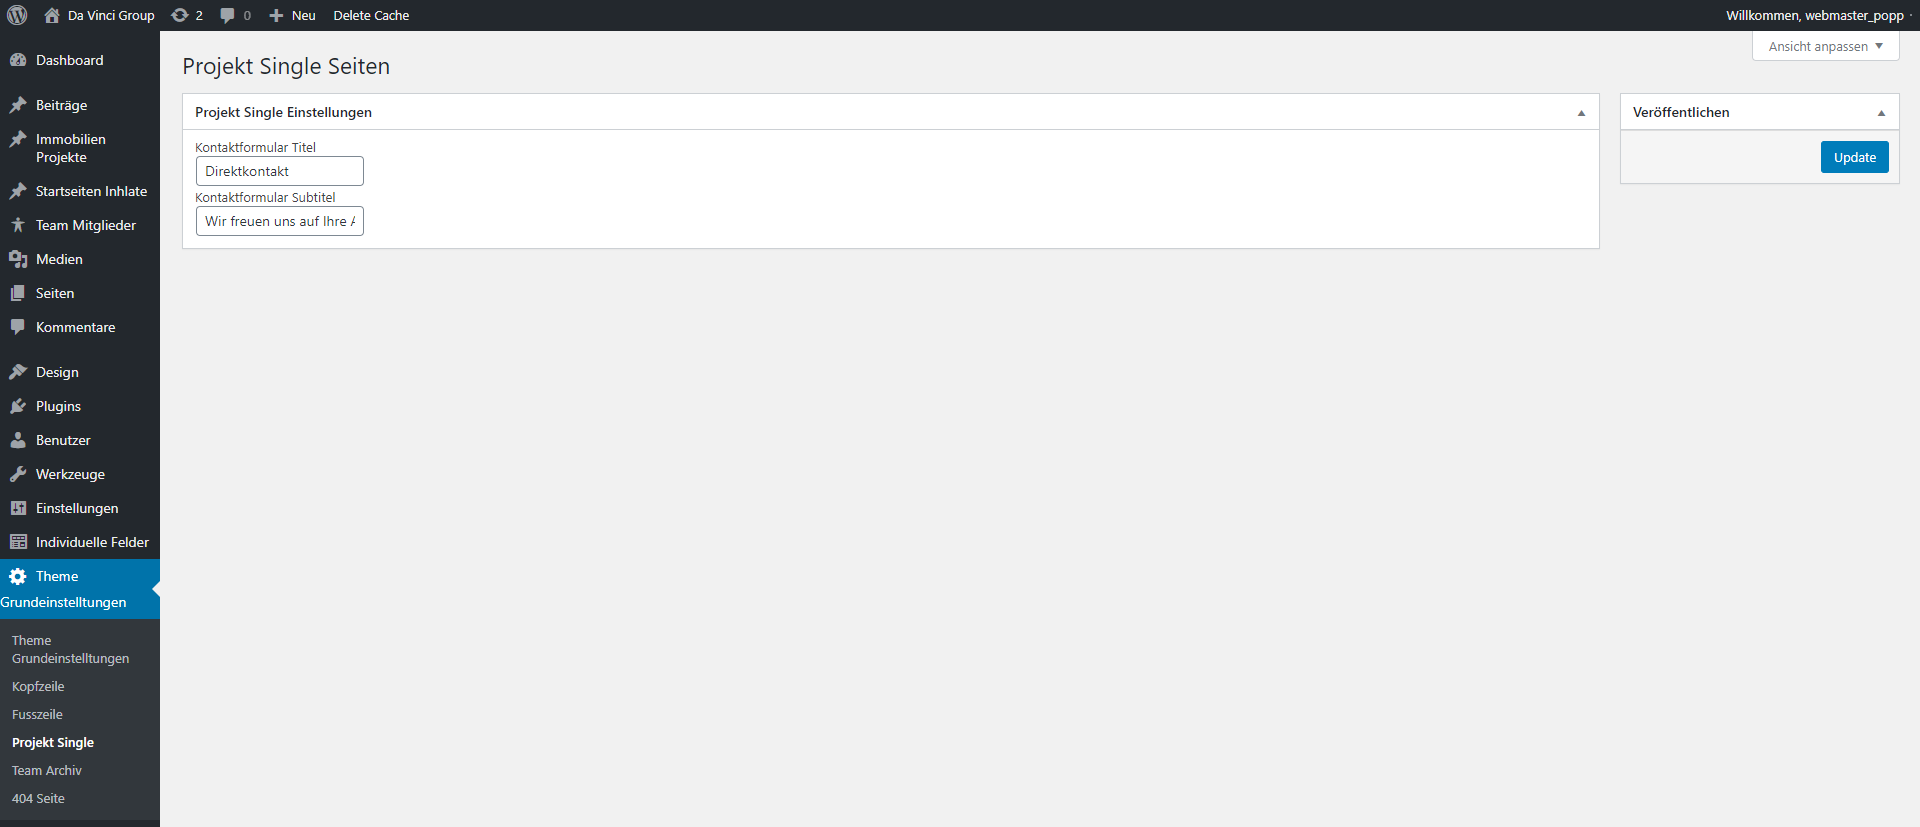 Da Vinci Group 2 0 Neu Delete Cache Willkommen, webmaster_popp
Ansicht anpassen
Dashboard
Beiträge
Immobilien
Projekte
Startseiten Inhlate
Team Mitglieder
Medien
Seiten
Kommentare
Design
Plugins
Benutzer
Werkzeuge
Einstellungen
Individuelle Felder
Theme
Grundeinstelltungen
Theme
Grundeinstelltungen
Kopfzeile
Fusszeile
Projekt Single
Team Archiv
404 Seite
Projekt Single Seiten
Projekt Single Einstellungen
Kontaktformular Titel
Direktkontakt
Kontaktformular Subtitel
Wir freuen uns auf Ihre
Veröffentlichen
Update